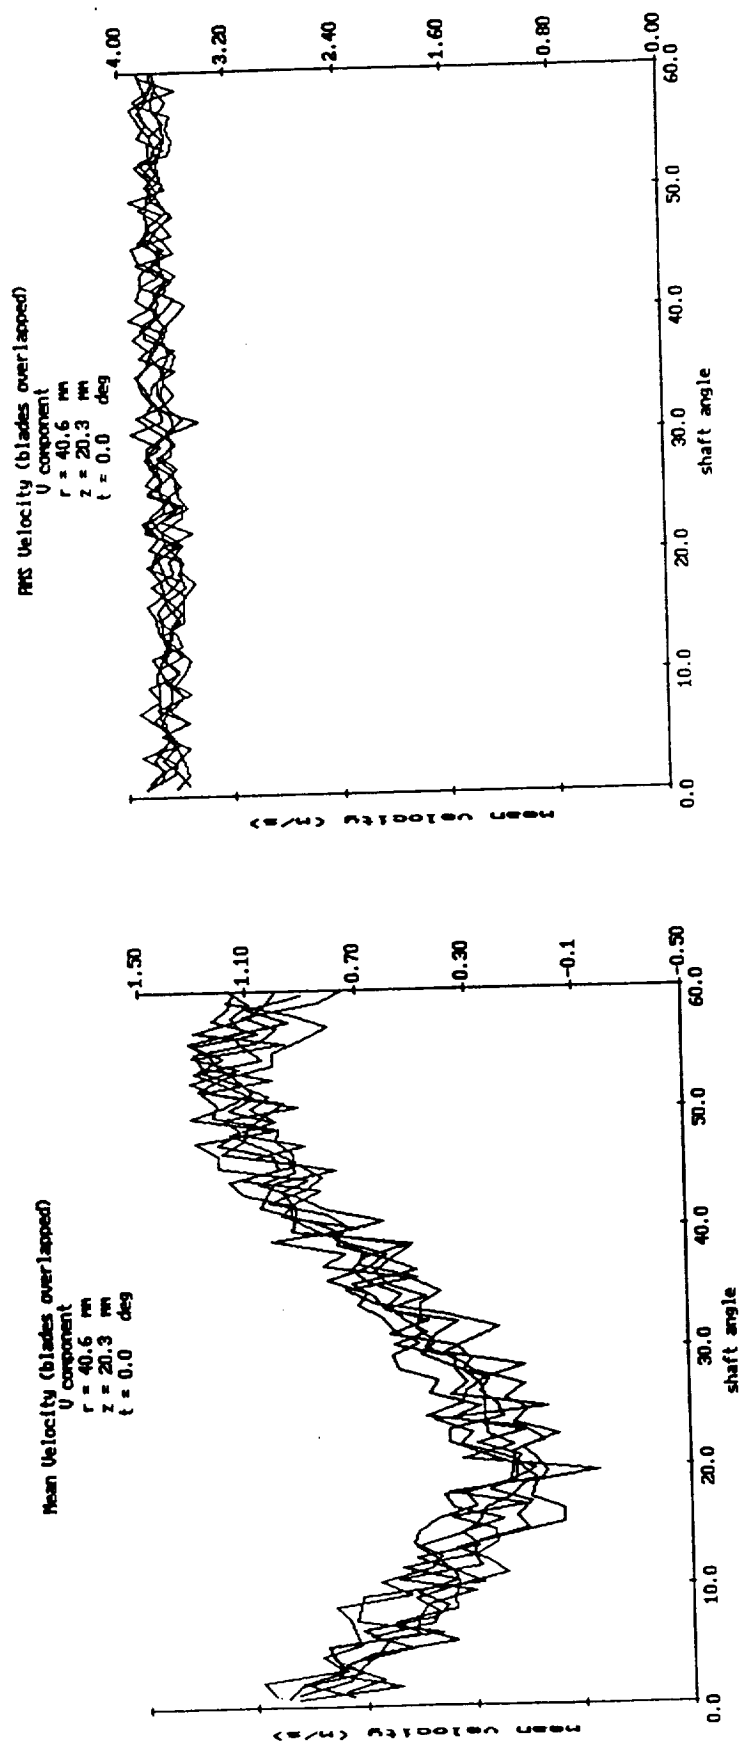 Mean Velocity (blades overlapped)
V component
r = 40.6 mm
z = 20.3 mm
t = 0.0 deg
1.50
1.10
0.70
0.30
-0.1
-0.50
mean velocity (m/s)
0.0 10.0 20.0 30.0 40.0 50.0 60.0
shaft angle
RMS Velocity (blades overlapped)
V component
r = 40.6 mm
z = 20.3 mm
t = 0.0 deg
4.00
3.20
2.40
1.60
0.80
0.00
mean velocity (m/s)
0.0 10.0 20.0 30.0 40.0 50.0 60.0
shaft angle